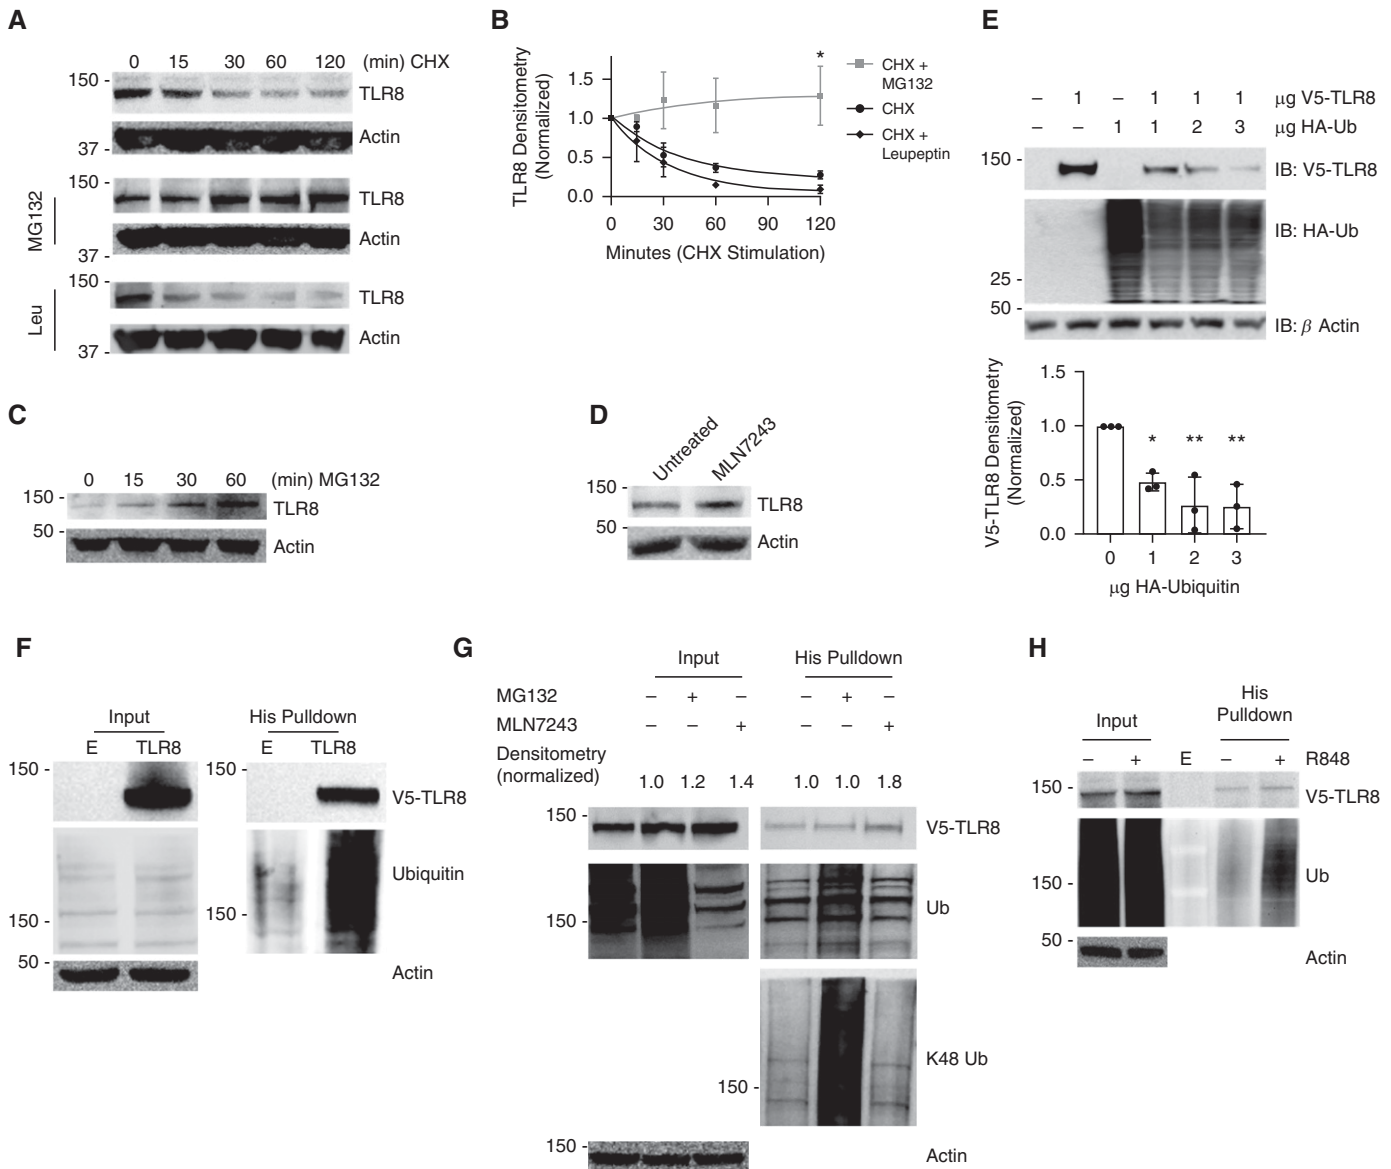 A
0 15 30 60 120 (min) CHX
150 -
TLR8
Actin
37 -
MG132
150 -
TLR8
Actin
37 -
Leu
150 -
TLR8
Actin
37 -
B
TLR8 Densitometry
(Normalized)
1.5
1.0
0.5
0.0
*
0 30 60 90 120
Minutes (CHX Stimulation)
CHX +
MG132
CHX
CHX +
Leupeptin
C
0 15 30 60 (min) MG132
150 -
TLR8
50 -
Actin
D
Untreated
MLN7243
150 -
TLR8
50 -
Actin
E
– 1 – 1 1 1 μg V5-TLR8
– – 1 1 2 3 μg HA-Ub
150 -
IB: V5-TLR8
IB: HA-Ub
25 -
50 -
IB: β Actin
V5-TLR8 Densitometry
(Normalized)
1.5
1.0
0.5
0.0
* ** **
0 1 2 3
μg HA-Ubiquitin
F
Input His Pulldown
E TLR8 E TLR8
150 - 150 -
V5-TLR8
Ubiquitin
150 - 150 -
50 -
Actin
G
Input His Pulldown
MG132 – + – – + –
MLN7243 – – + – – +
Densitometry
(normalized)
1.0 1.2 1.4 1.0 1.0 1.8
150 -
V5-TLR8
Ub
150 -
K48 Ub
150 -
150 -
Actin
H
His
Pulldown
Input
– + E – + R848
150 -
V5-TLR8
150 -
Ub
50 -
Actin